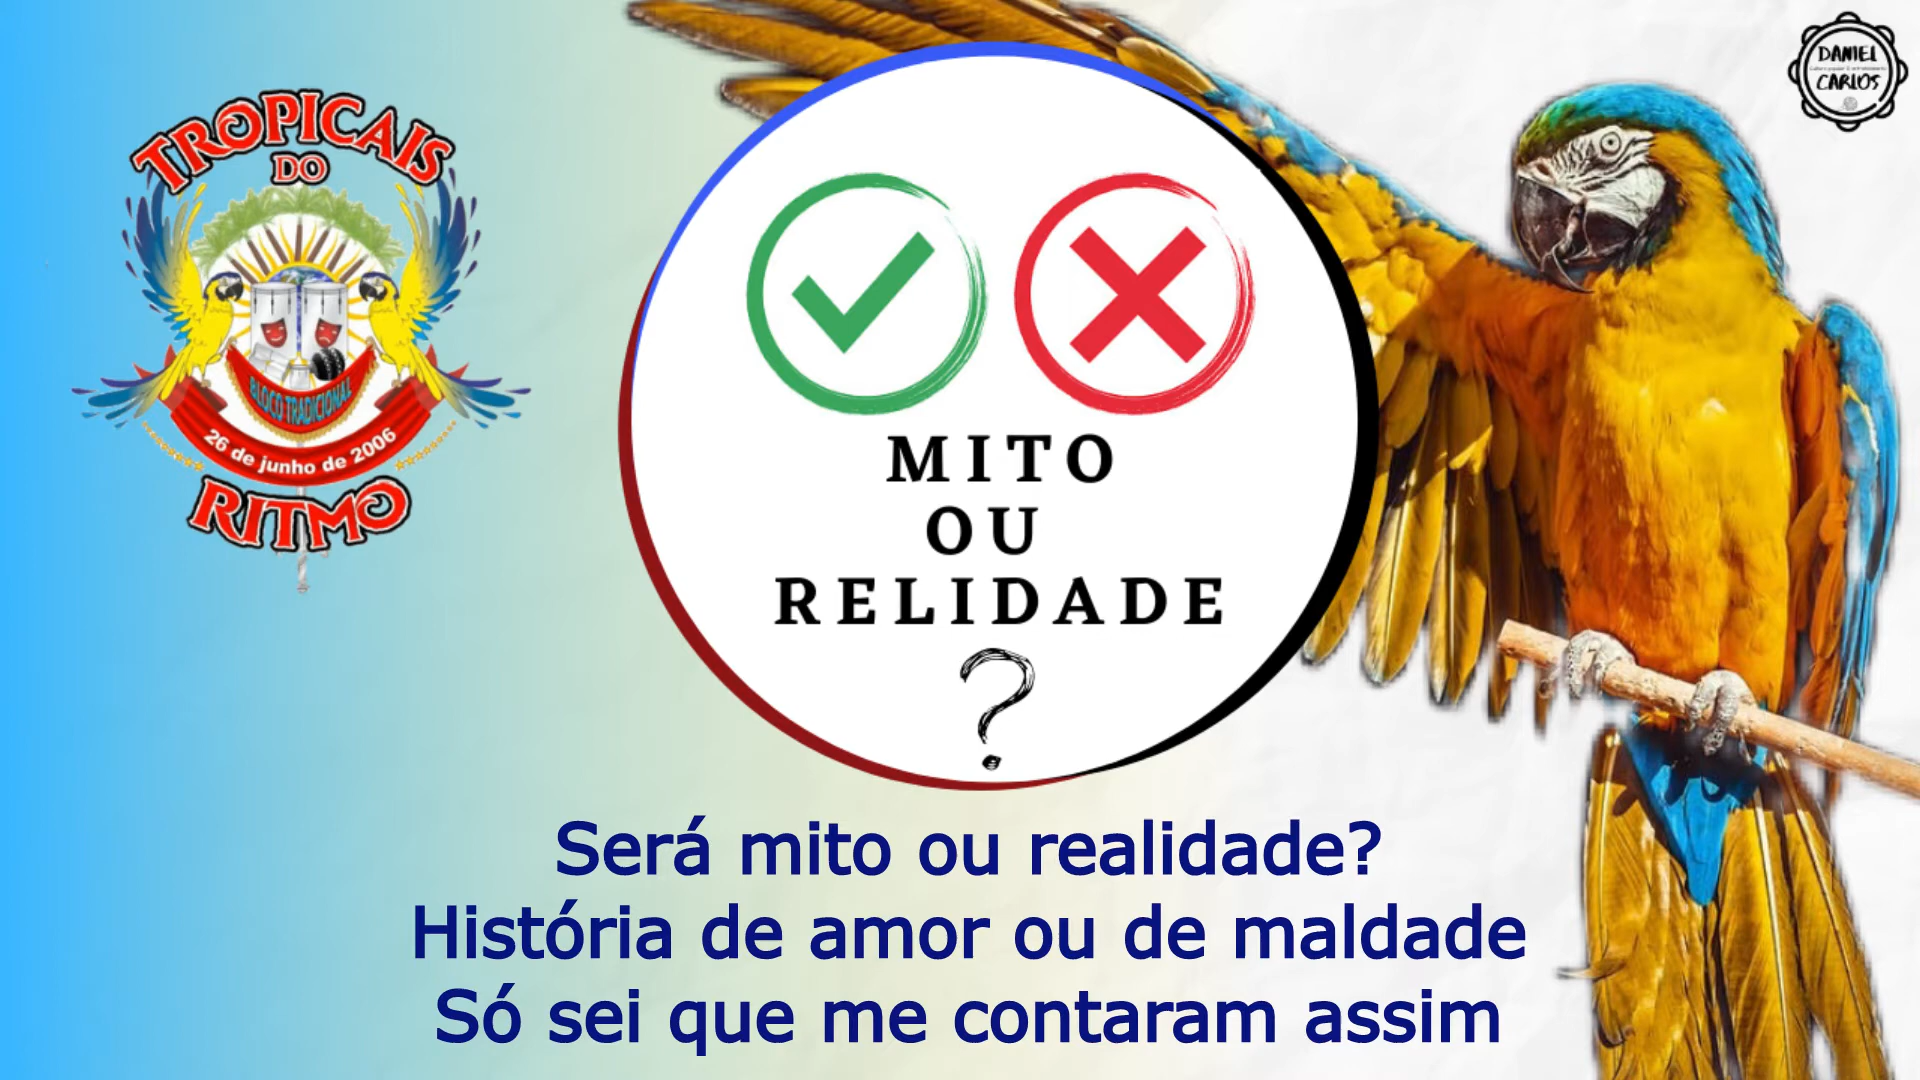 TROPICAIS
DO
BLOCO TRADICIONAL
26 de junho de 2006
RITMO
DANIEL
CARLOS
MITO
OU
RELIDADE
?
Será mito ou realidade?
História de amor ou de maldade
Só sei que me contaram assim